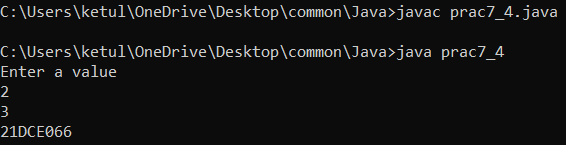 C:\Users\ketul\OneDrive\Desktop\common\Java>javac prac7_4.java
C:\Users\ketul\OneDrive\Desktop\common\Java>java prac7_4
Enter a value
2
3
21DCE066